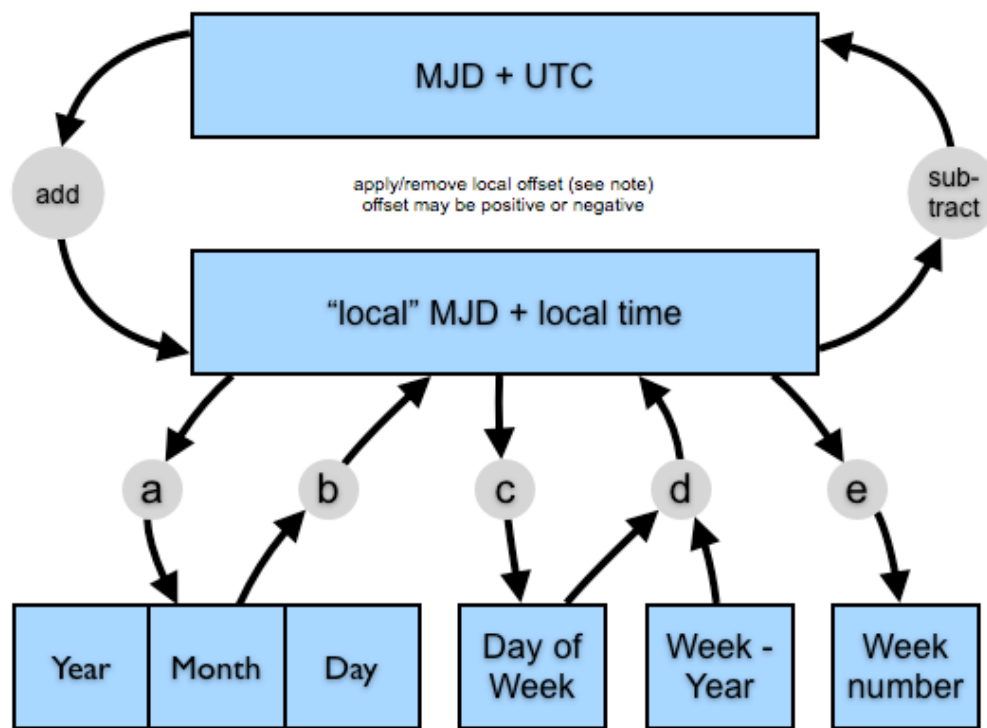 MJD + UTC
add
apply/remove local offset (see note)
offset may be positive or negative
sub-
tract
“local” MJD + local time
a
b
c
d
e
Year
Month
Day
Day of
Week
Week -
Year
Week
number